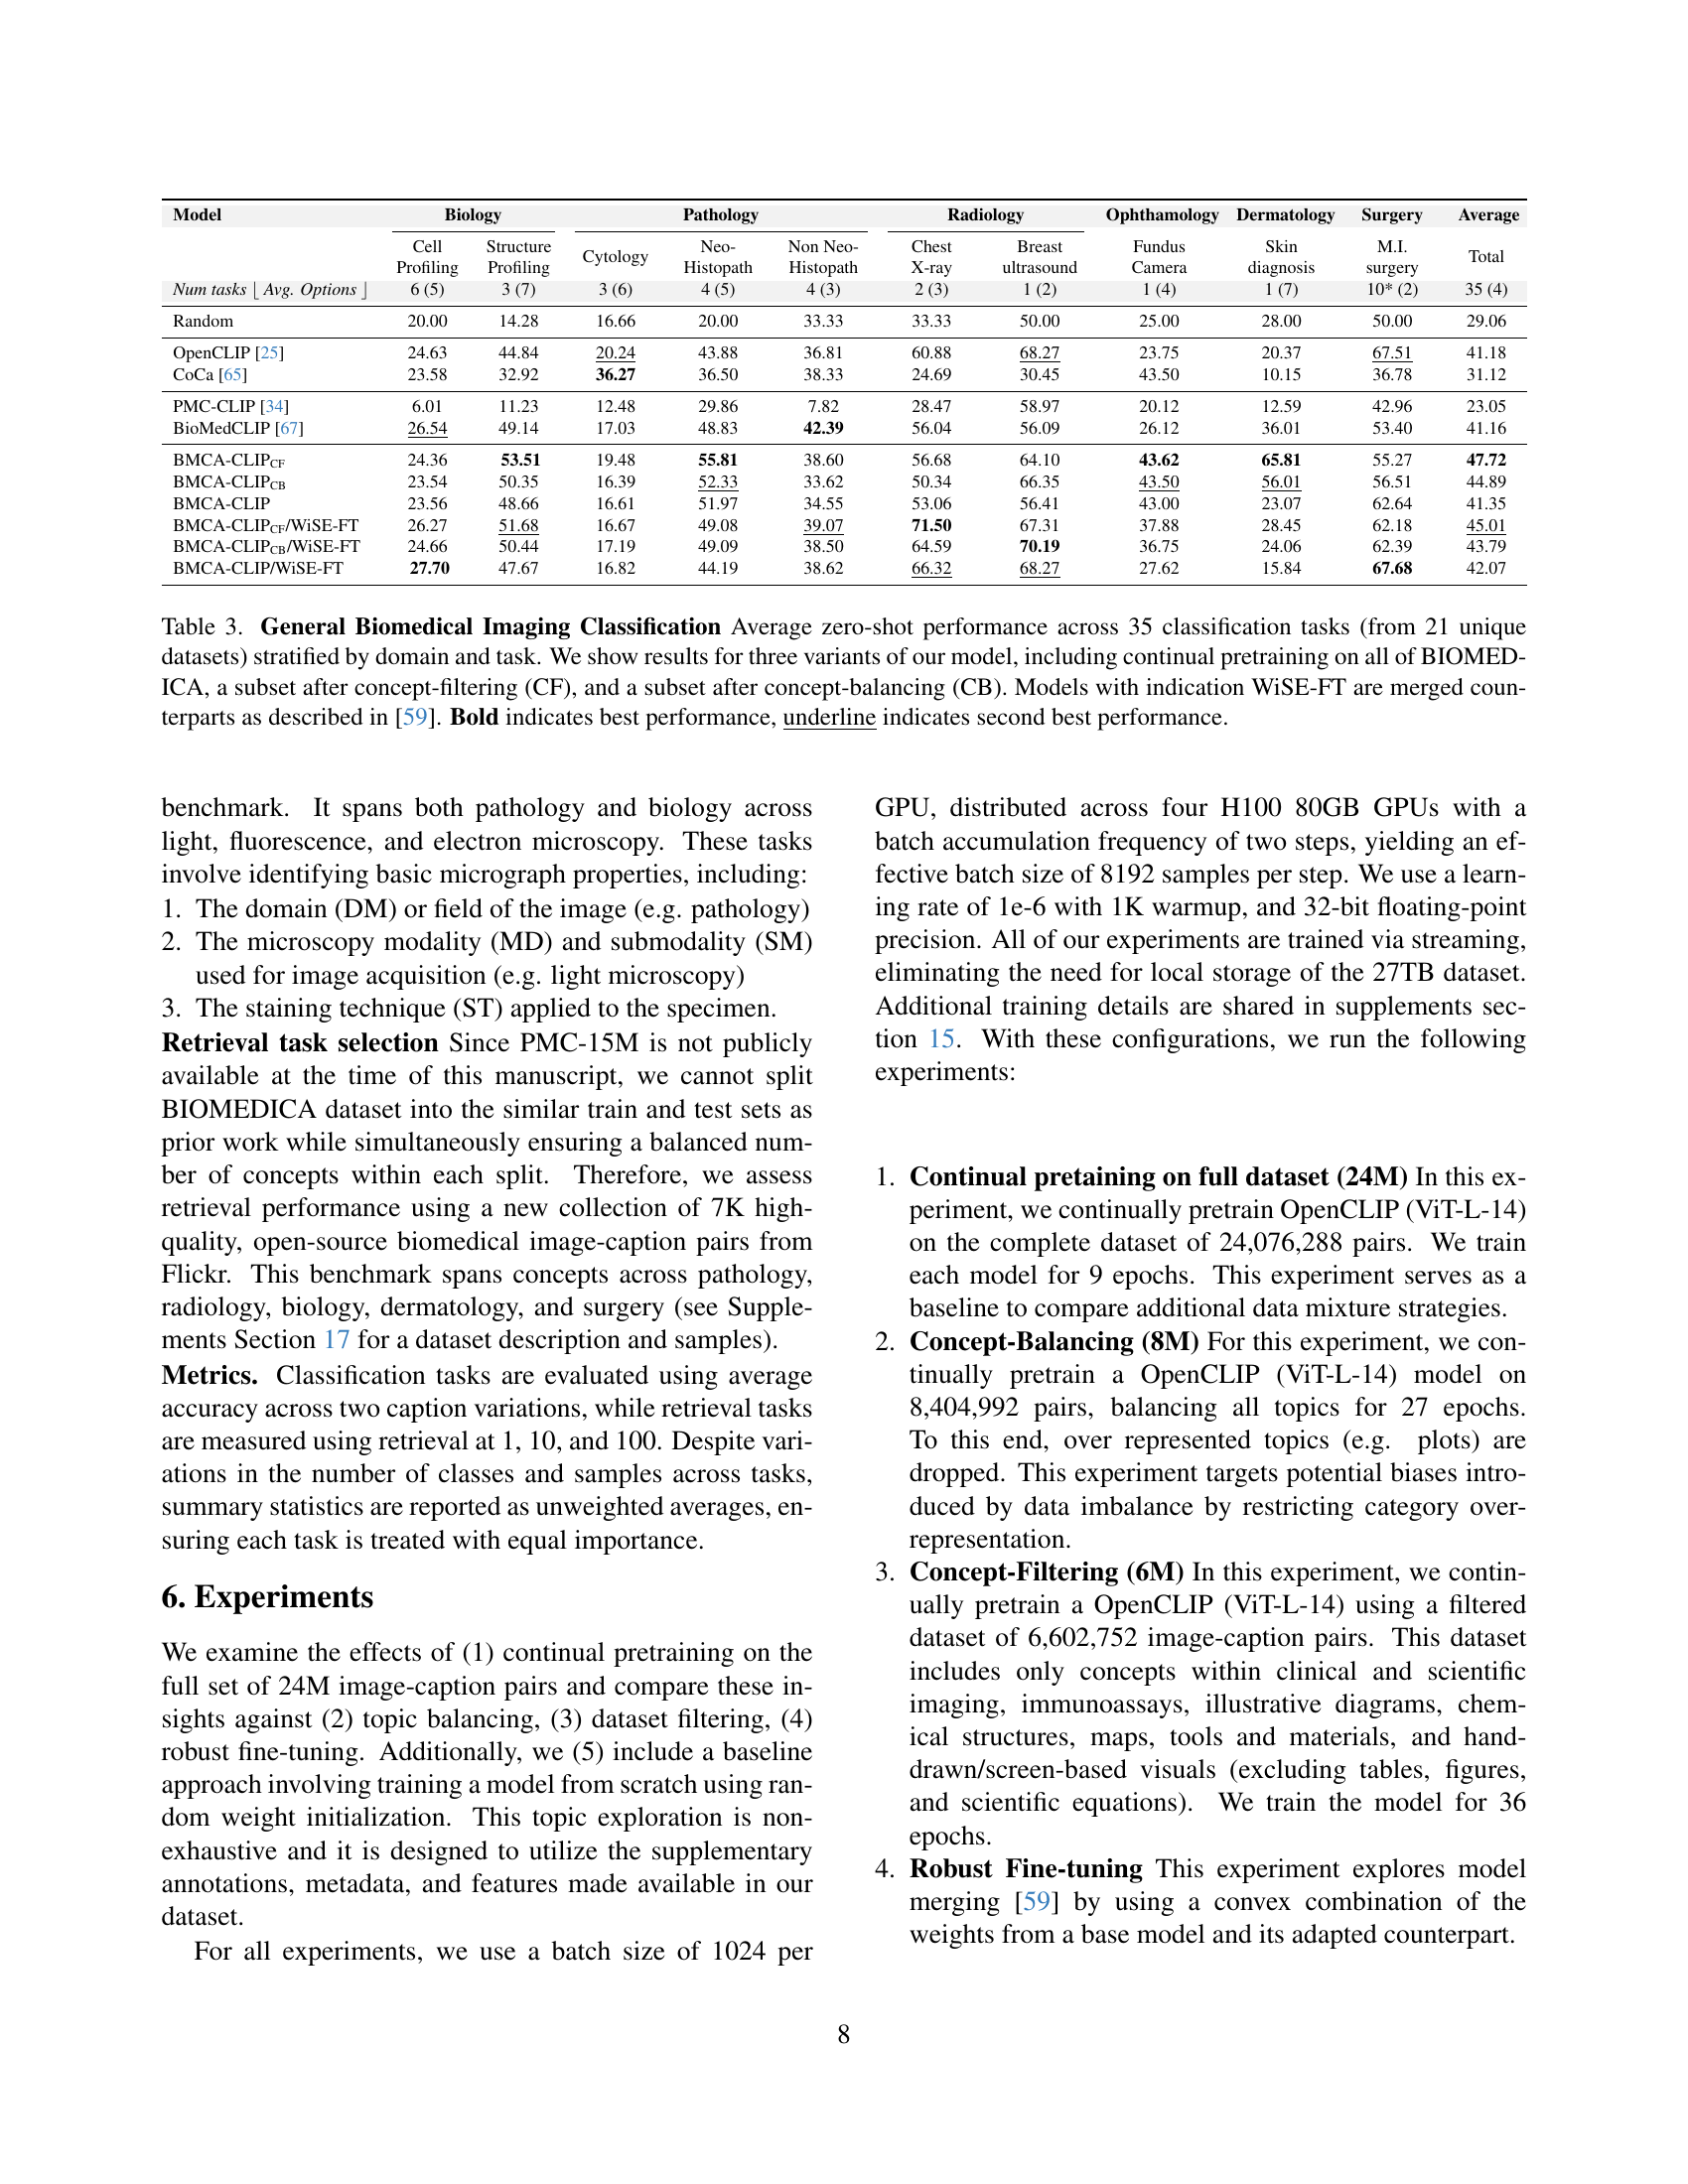 Model Biology Pathology Radiology Ophthamology Dermatology Surgery Average
Cell Profiling Structure Profiling Cytology Neo-Histopath Non Neo-Histopath Chest X-ray Breast ultrasound Fundus Camera Skin diagnosis M.I. surgery Total
Num tasks ⌊ Avg. Options ⌋ 6 (5) 3 (7) 3 (6) 4 (5) 4 (3) 2 (3) 1 (2) 1 (4) 1 (7) 10* (2) 35 (4)
Random 20.00 14.28 16.66 20.00 33.33 33.33 50.00 25.00 28.00 50.00 29.06
OpenCLIP [25] 24.63 44.84 20.24 43.88 36.81 60.88 68.27 23.75 20.37 67.51 41.18
CoCa [65] 23.58 32.92 36.27 36.50 38.33 24.69 30.45 43.50 10.15 36.78 31.12
PMC-CLIP [34] 6.01 11.23 12.48 29.86 7.82 28.47 58.97 20.12 12.59 42.96 23.05
BioMedCLIP [67] 26.54 49.14 17.03 48.83 42.39 56.04 56.09 26.12 36.01 53.40 41.16
BMCA-CLIPCF 24.36 53.51 19.48 55.81 38.60 56.68 64.10 43.62 65.81 55.27 47.72
BMCA-CLIPCB 23.54 50.35 16.39 52.33 33.62 50.34 66.35 43.50 56.01 56.51 44.89
BMCA-CLIP 23.56 48.66 16.61 51.97 34.55 53.06 56.41 43.00 23.07 62.64 41.35
BMCA-CLIPCF/WiSE-FT 26.27 51.68 16.67 49.08 39.07 71.50 67.31 37.88 28.45 62.18 45.01
BMCA-CLIPCB/WiSE-FT 24.66 50.44 17.19 49.09 38.50 64.59 70.19 36.75 24.06 62.39 43.79
BMCA-CLIP/WiSE-FT 27.70 47.67 16.82 44.19 38.62 66.32 68.27 27.62 15.84 67.68 42.07
Table 3. General Biomedical Imaging Classification Average zero-shot performance across 35 classification tasks (from 21 unique
datasets) stratified by domain and task. We show results for three variants of our model, including continual pretraining on all of BIOMED-
ICA, a subset after concept-filtering (CF), and a subset after concept-balancing (CB). Models with indication WiSE-FT are merged coun-
terparts as described in [59]. Bold indicates best performance, underline indicates second best performance.
benchmark. It spans both pathology and biology across
light, fluorescence, and electron microscopy. These tasks
involve identifying basic micrograph properties, including:
1. The domain (DM) or field of the image (e.g. pathology)
2. The microscopy modality (MD) and submodality (SM)
used for image acquisition (e.g. light microscopy)
3. The staining technique (ST) applied to the specimen.
Retrieval task selection Since PMC-15M is not publicly
available at the time of this manuscript, we cannot split
BIOMEDICA dataset into the similar train and test sets as
prior work while simultaneously ensuring a balanced num-
ber of concepts within each split. Therefore, we assess
retrieval performance using a new collection of 7K high-
quality, open-source biomedical image-caption pairs from
Flickr. This benchmark spans concepts across pathology,
radiology, biology, dermatology, and surgery (see Supple-
ments Section 17 for a dataset description and samples).
Metrics. Classification tasks are evaluated using average
accuracy across two caption variations, while retrieval tasks
are measured using retrieval at 1, 10, and 100. Despite vari-
ations in the number of classes and samples across tasks,
summary statistics are reported as unweighted averages, en-
suring each task is treated with equal importance.
6. Experiments
We examine the effects of (1) continual pretraining on the
full set of 24M image-caption pairs and compare these in-
sights against (2) topic balancing, (3) dataset filtering, (4)
robust fine-tuning. Additionally, we (5) include a baseline
approach involving training a model from scratch using ran-
dom weight initialization. This topic exploration is non-
exhaustive and it is designed to utilize the supplementary
annotations, metadata, and features made available in our
dataset.
For all experiments, we use a batch size of 1024 per
GPU, distributed across four H100 80GB GPUs with a
batch accumulation frequency of two steps, yielding an ef-
fective batch size of 8192 samples per step. We use a learn-
ing rate of 1e-6 with 1K warmup, and 32-bit floating-point
precision. All of our experiments are trained via streaming,
eliminating the need for local storage of the 27TB dataset.
Additional training details are shared in supplements sec-
tion 15. With these configurations, we run the following
experiments:
1. Continual pretaining on full dataset (24M) In this ex-
periment, we continually pretrain OpenCLIP (ViT-L-14)
on the complete dataset of 24,076,288 pairs. We train
each model for 9 epochs. This experiment serves as a
baseline to compare additional data mixture strategies.
2. Concept-Balancing (8M) For this experiment, we con-
tinually pretrain a OpenCLIP (ViT-L-14) model on
8,404,992 pairs, balancing all topics for 27 epochs.
To this end, over represented topics (e.g. plots) are
dropped. This experiment targets potential biases intro-
duced by data imbalance by restricting category over-
representation.
3. Concept-Filtering (6M) In this experiment, we contin-
ually pretrain a OpenCLIP (ViT-L-14) using a filtered
dataset of 6,602,752 image-caption pairs. This dataset
includes only concepts within clinical and scientific
imaging, immunoassays, illustrative diagrams, chem-
ical structures, maps, tools and materials, and hand-
drawn/screen-based visuals (excluding tables, figures,
and scientific equations). We train the model for 36
epochs.
4. Robust Fine-tuning This experiment explores model
merging [59] by using a convex combination of the
weights from a base model and its adapted counterpart.
8